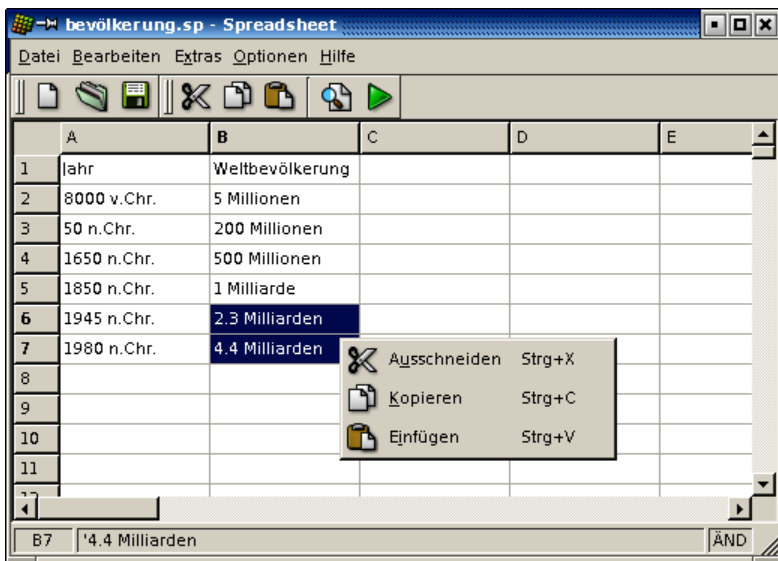 bevölkerung.sp - Spreadsheet
Datei Bearbeiten Extras Optionen Hilfe
A B C D E
1 Jahr Weltbevölkerung
2 8000 v.Chr. 5 Millionen
3 50 n.Chr. 200 Millionen
4 1650 n.Chr. 500 Millionen
5 1850 n.Chr. 1 Milliarde
6 1945 n.Chr. 2.3 Milliarden
7 1980 n.Chr. 4.4 Milliarden
Ausschneiden Strg+X
8
Kopieren Strg+C
9
Einfügen Strg+V
10
11
12
B7 '4.4 Milliarden ÄND